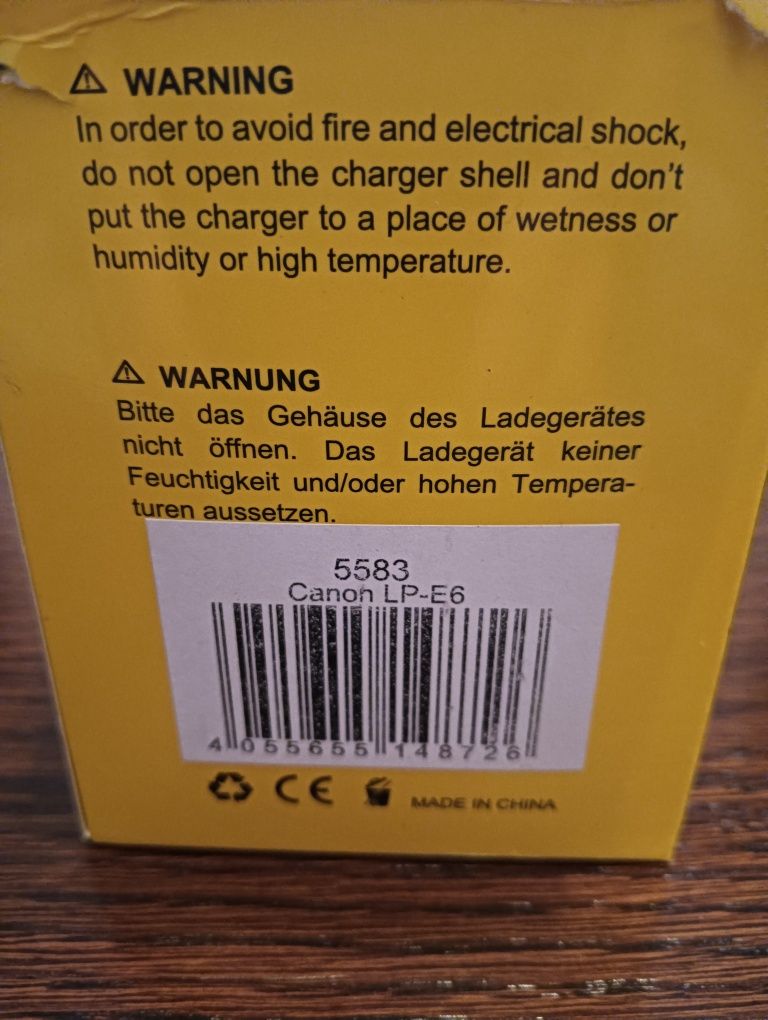 ⚠ WARNING
In order to avoid fire and electrical shock,
do not open the charger shell and don't
put the charger to a place of wetness or
humidity or high temperature.
⚠ WARNUNG
Bitte das Gehäuse des Ladegerätes
nicht öffnen. Das Ladegerät keiner
Feuchtigkeit und/oder hohen Tempera-
turen aussetzen.
5583
Canon LP-E6
4 055655 148726
CE MADE IN CHINA